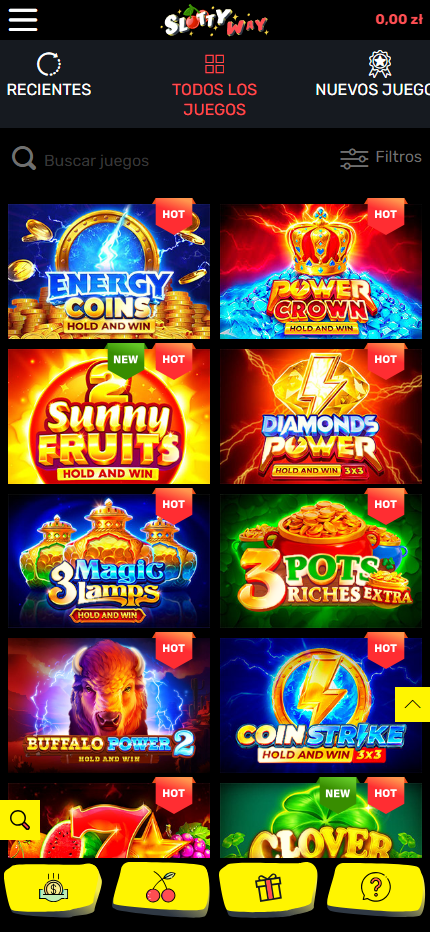 SLOTTY WAY
0,00 zł
RECIENTES
TODOS LOS
JUEGOS
NUEVOS JUEGO
Buscar juegos
Filtros
HOT
ENERGY
COINS
HOLD AND WIN
HOT
POWER
CROWN
HOLD AND WIN
NEW
HOT
2
Sunny
FRUITS
HOLD AND WIN
HOT
DIAMONDS
POWER
HOLD AND WIN 3X3
HOT
3 Magic
lamps
HOLD AND WIN
HOT
3 POTS
RICHES EXTRA
HOT
BUFFALO POWER 2
HOLD AND WIN
HOT
COIN STRIKE
HOLD AND WIN 3X3
HOT
7
NEW
HOT
CLOVER